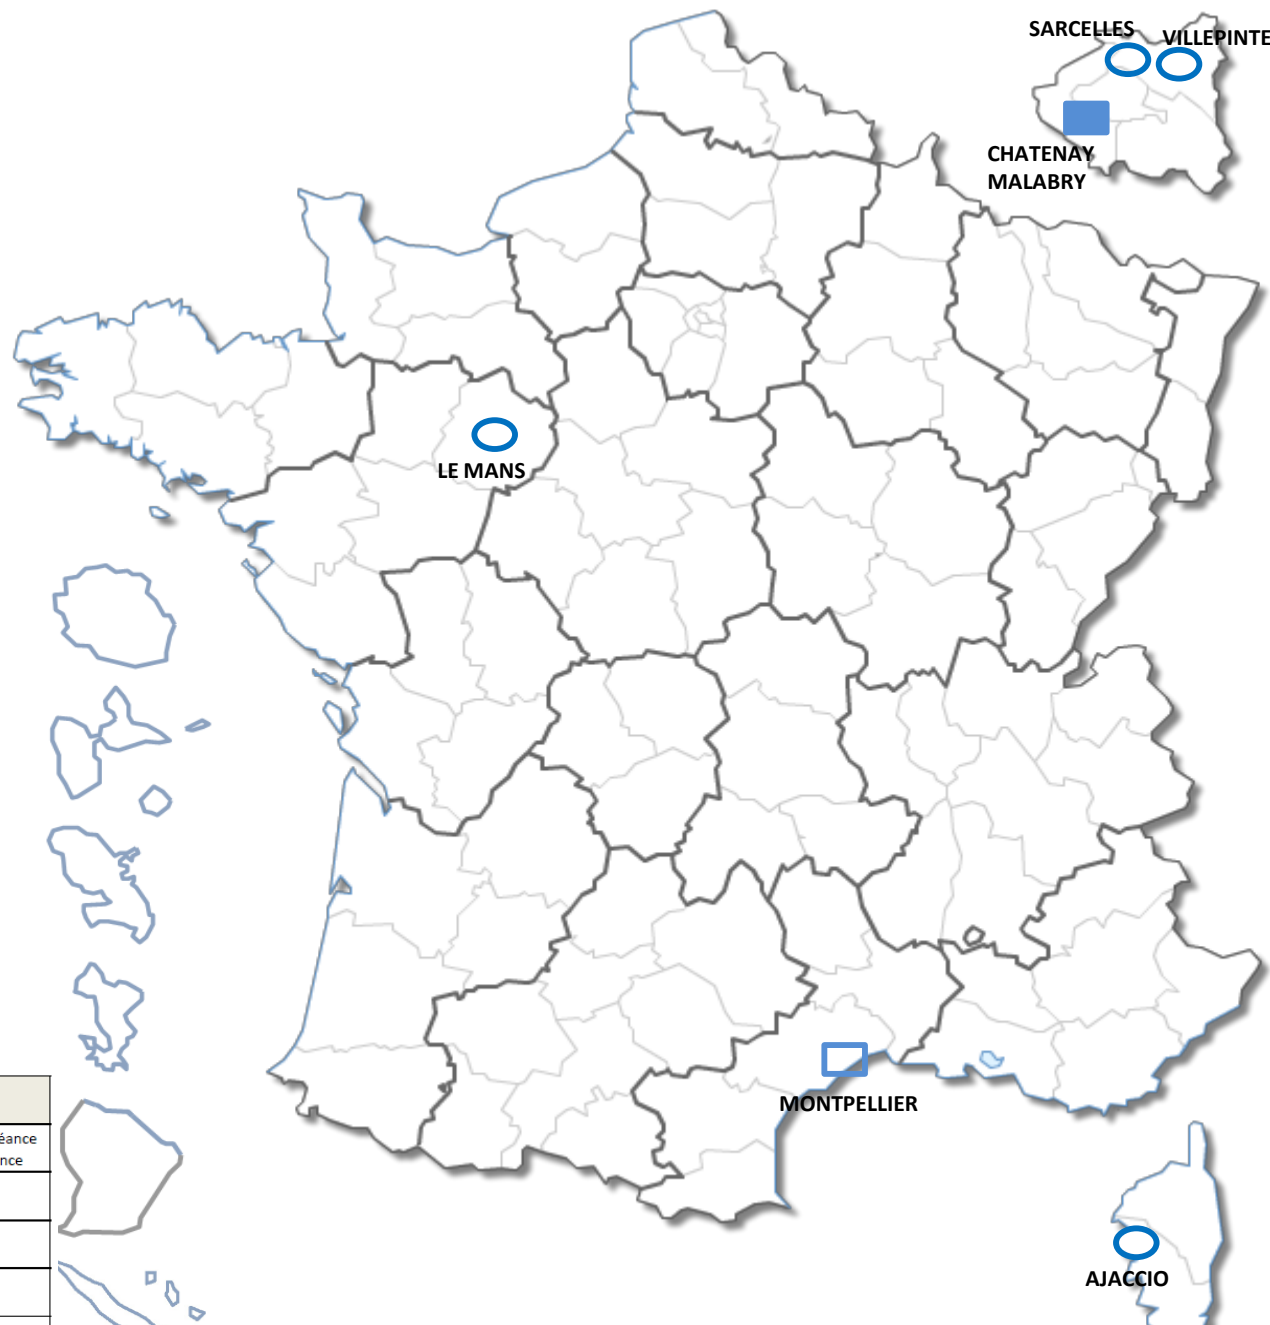 SARCELLES
VILLEPINTE
CHATENAY
MALABRY
LE MANS
MONTPELLIER
AJACCIO
éance
nce